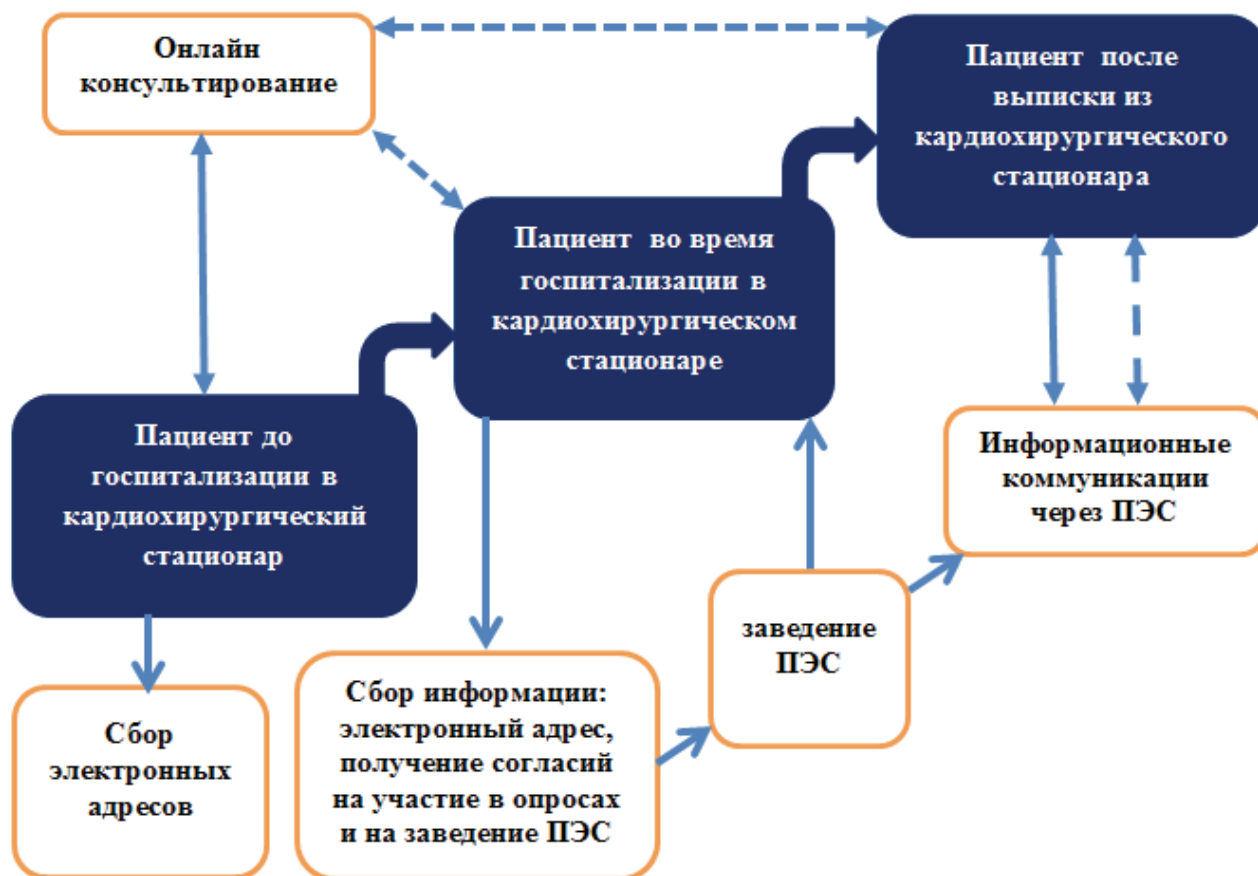 Онлайн
консультирование
Пациент после
выписки из
кардиохирургического
стационара
Пациент во время
госпитализации в
кардиохирургическом
стационаре
Пациент до
госпитализации в
кардиохирургический
стационар
Информационные
коммуникации
через ПЭС
заведение
ПЭС
Сбор информации:
электронный адрес,
получение согласий
на участие в опросах
и на заведение ПЭС
Сбор
электронных
адресов